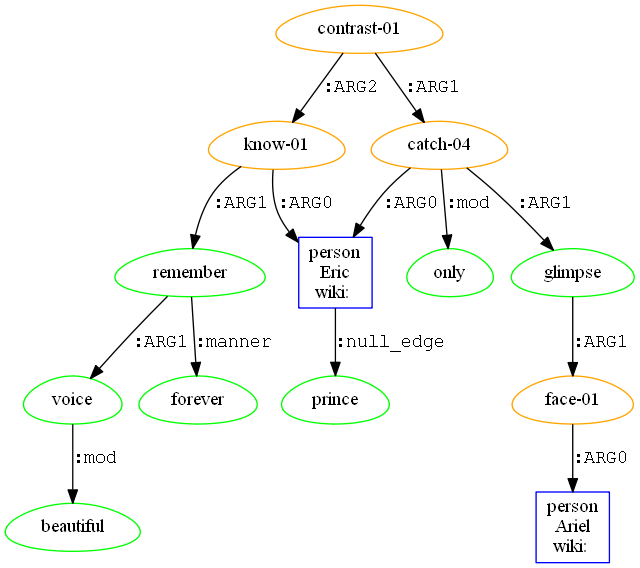 contrast-01
:ARG2
:ARG1
know-01
catch-04
:ARG1
:ARG0
:ARG0
:mod
:ARG1
remember
person
Eric
wiki:
only
glimpse
:ARG1
:manner
:null_edge
:ARG1
voice
forever
prince
face-01
:mod
:ARG0
beautiful
person
Ariel
wiki: